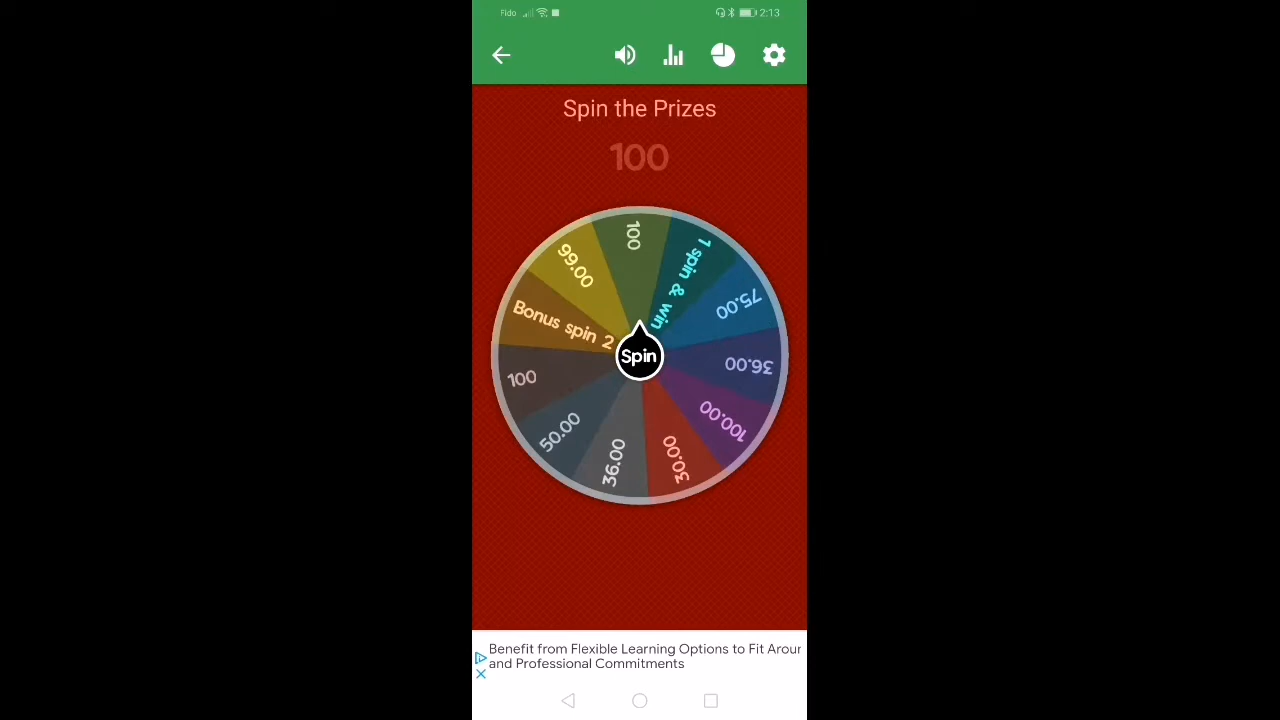 Fido 2:13
Spin the Prizes
100
100
1 spin & win
75.00
36.00
100.00
30.00
36.00
50.00
100
Bonus spin 2
99.00
Spin
Benefit from Flexible Learning Options to Fit Arour
and Professional Commitments